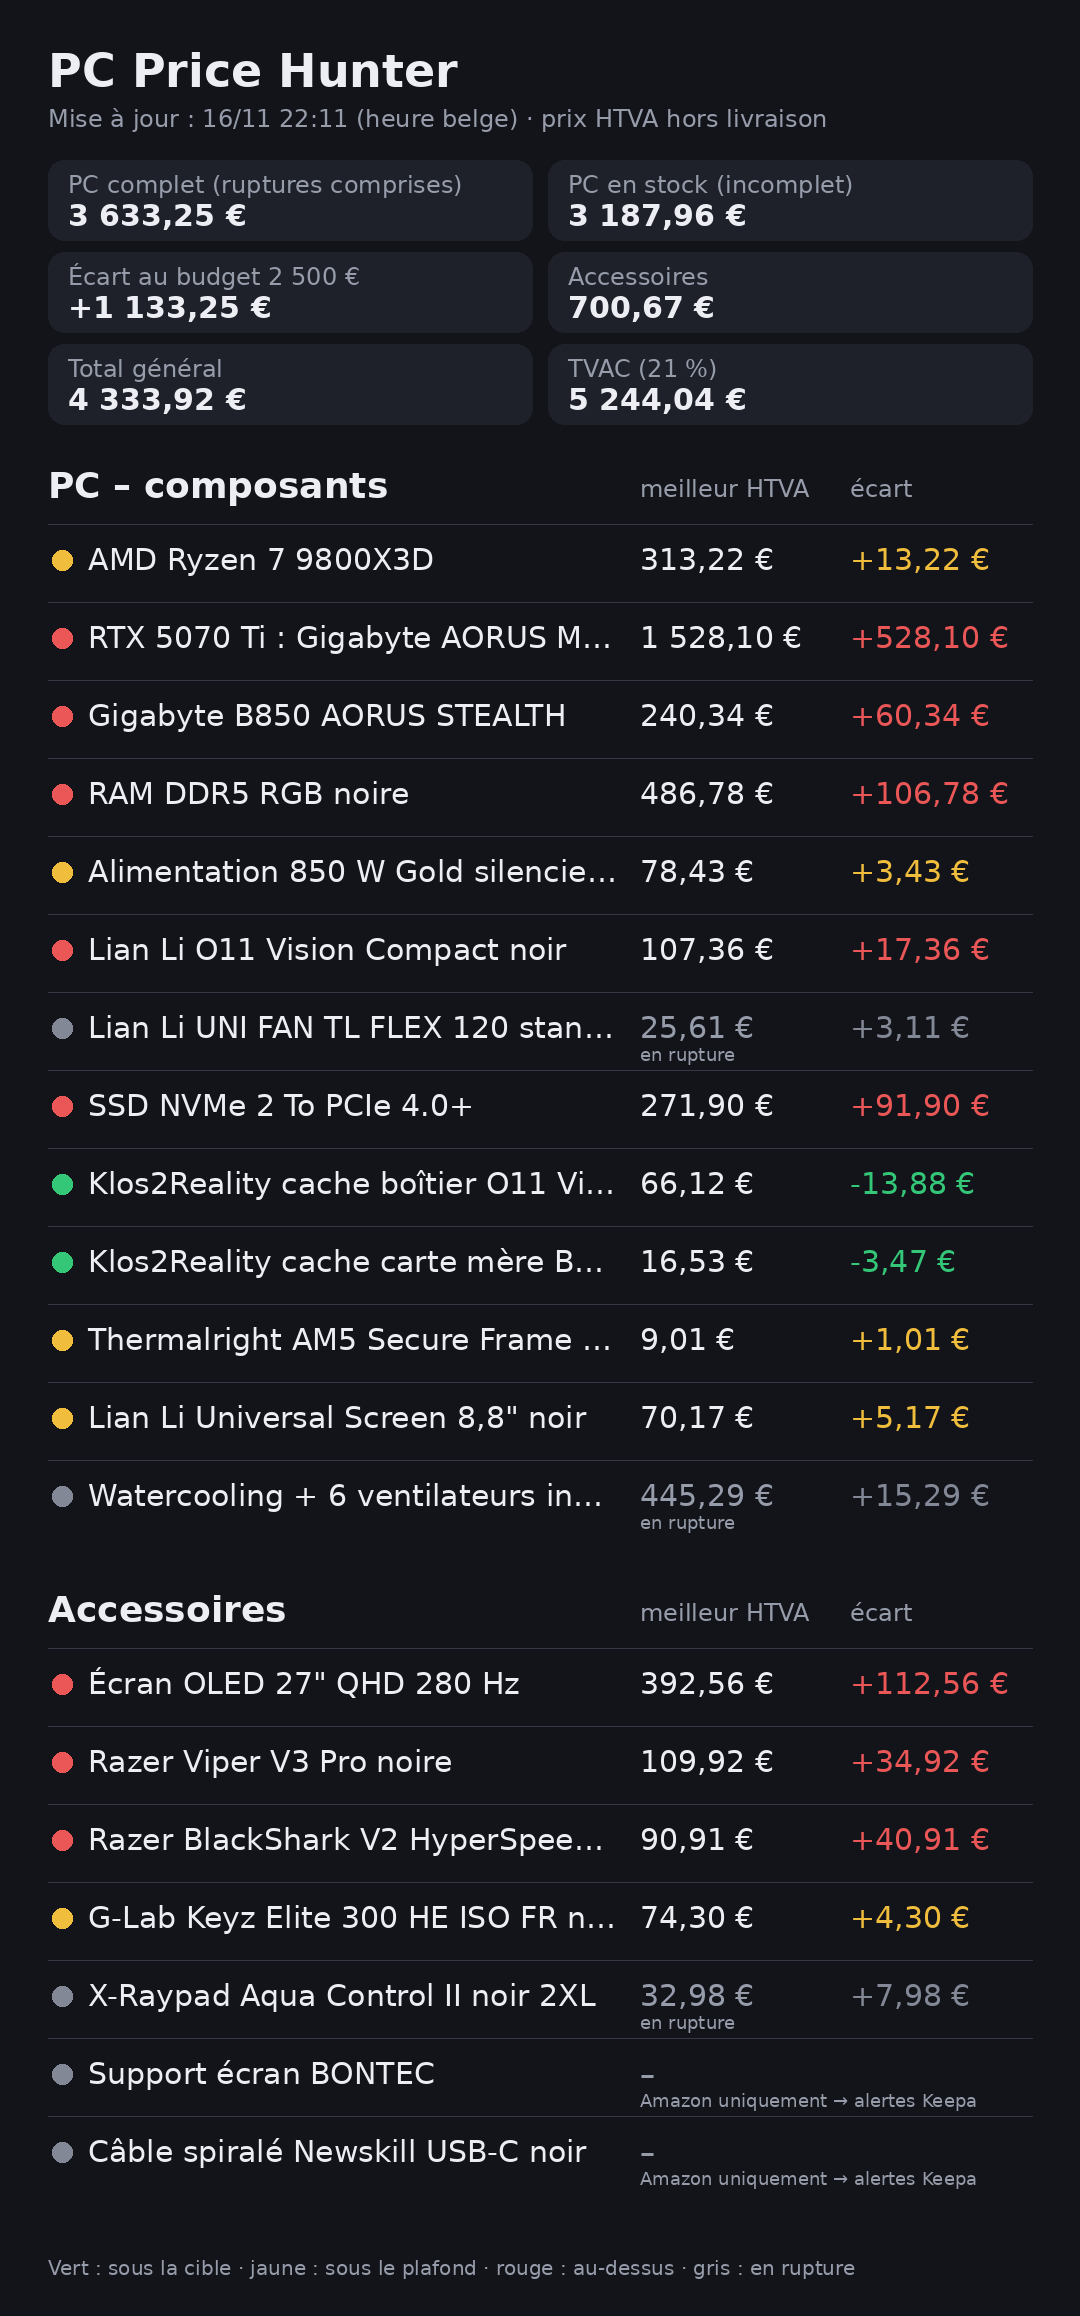 PC Price Hunter
Mise à jour : 16/11 22:11 (heure belge) · prix HTVA hors livraison
PC complet (ruptures comprises)
3 633,25 €
PC en stock (incomplet)
3 187,96 €
Écart au budget 2 500 €
+1 133,25 €
Accessoires
700,67 €
Total général
4 333,92 €
TVAC (21 %)
5 244,04 €
PC – composants meilleur HTVA écart
AMD Ryzen 7 9800X3D 313,22 € +13,22 €
RTX 5070 Ti : Gigabyte AORUS M… 1 528,10 € +528,10 €
Gigabyte B850 AORUS STEALTH 240,34 € +60,34 €
RAM DDR5 RGB noire 486,78 € +106,78 €
Alimentation 850 W Gold silencie… 78,43 € +3,43 €
Lian Li O11 Vision Compact noir 107,36 € +17,36 €
Lian Li UNI FAN TL FLEX 120 stan… 25,61 € +3,11 €
en rupture
SSD NVMe 2 To PCIe 4.0+ 271,90 € +91,90 €
Klos2Reality cache boîtier O11 Vi… 66,12 € -13,88 €
Klos2Reality cache carte mère B… 16,53 € -3,47 €
Thermalright AM5 Secure Frame … 9,01 € +1,01 €
Lian Li Universal Screen 8,8" noir 70,17 € +5,17 €
Watercooling + 6 ventilateurs in… 445,29 € +15,29 €
en rupture
Accessoires meilleur HTVA écart
Écran OLED 27" QHD 280 Hz 392,56 € +112,56 €
Razer Viper V3 Pro noire 109,92 € +34,92 €
Razer BlackShark V2 HyperSpee… 90,91 € +40,91 €
G-Lab Keyz Elite 300 HE ISO FR n… 74,30 € +4,30 €
X-Raypad Aqua Control II noir 2XL 32,98 € +7,98 €
en rupture
Support écran BONTEC –
Amazon uniquement → alertes Keepa
Câble spiralé Newskill USB-C noir –
Amazon uniquement → alertes Keepa
Vert : sous la cible · jaune : sous le plafond · rouge : au-dessus · gris : en rupture